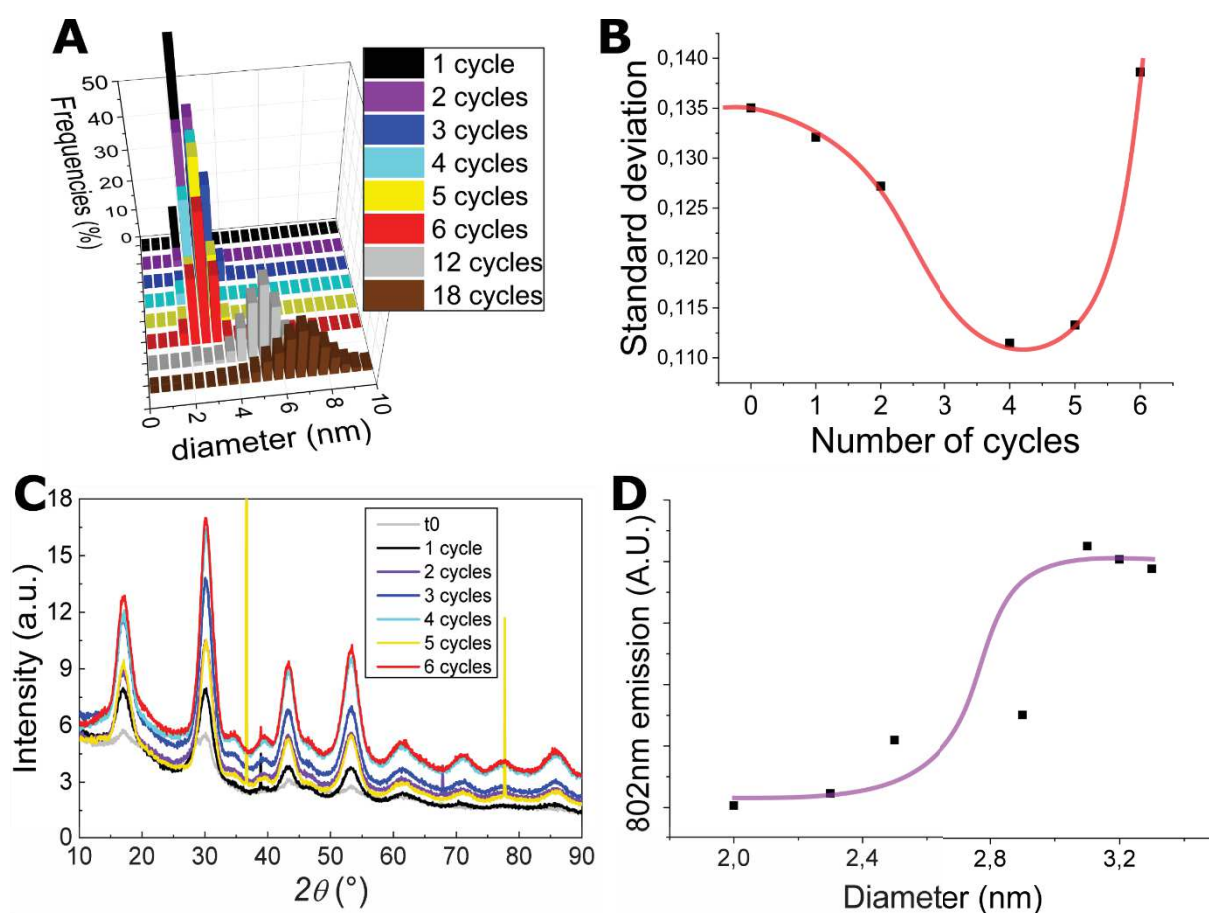 A
Frequencies (%)
50
40
30
20
10
0
0
2
4
6
8
10
diameter (nm)
1 cycle
2 cycles
3 cycles
4 cycles
5 cycles
6 cycles
12 cycles
18 cycles
B
Standard deviation
0,140
0,135
0,130
0,125
0,120
0,115
0,110
0 1 2 3 4 5 6
Number of cycles
C
Intensity (a.u.)
18
15
12
9
6
3
0
10 20 30 40 50 60 70 80 90
2θ (°)
t0
1 cycle
2 cycles
3 cycles
4 cycles
5 cycles
6 cycles
D
802nm emission (A.U.)
2,0 2,4 2,8 3,2
Diameter (nm)